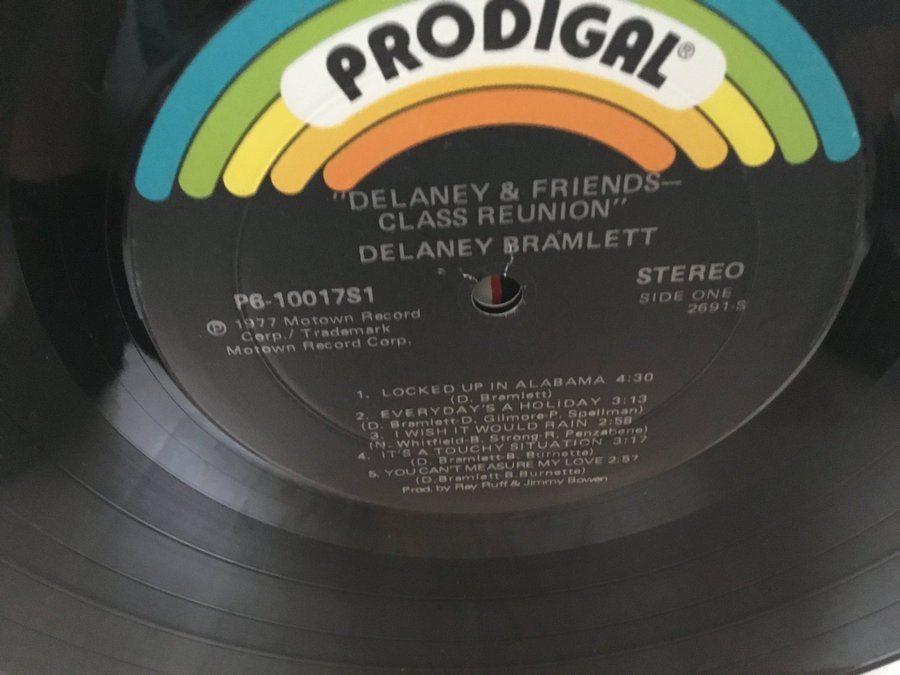 PRODIGAL®
"DELANEY & FRIENDS—
CLASS REUNION"
DELANEY BRAMLETT
P6-10017S1
℗ 1977 Motown Record
Corp./ Trademark
Motown Record Corp.
STEREO
SIDE ONE
2691-S
1. LOCKED UP IN ALABAMA 4:30
(D. Bramlett)
2. EVERYDAY'S A HOLIDAY 3:13
(D. Bramlett-D. Gilmore-P. Spellman)
3. I WISH IT WOULD RAIN 2:58
(N. Whitfield-B. Strong-R. Penzabene)
4. IT'S A TOUCHY SITUATION 3:17
(D. Bramlett-B. Burnette)
5. YOU CAN'T MEASURE MY LOVE 2:57
(D. Bramlett-B. Burnette)
Prod. by Ray Ruff & Jimmy Bowen